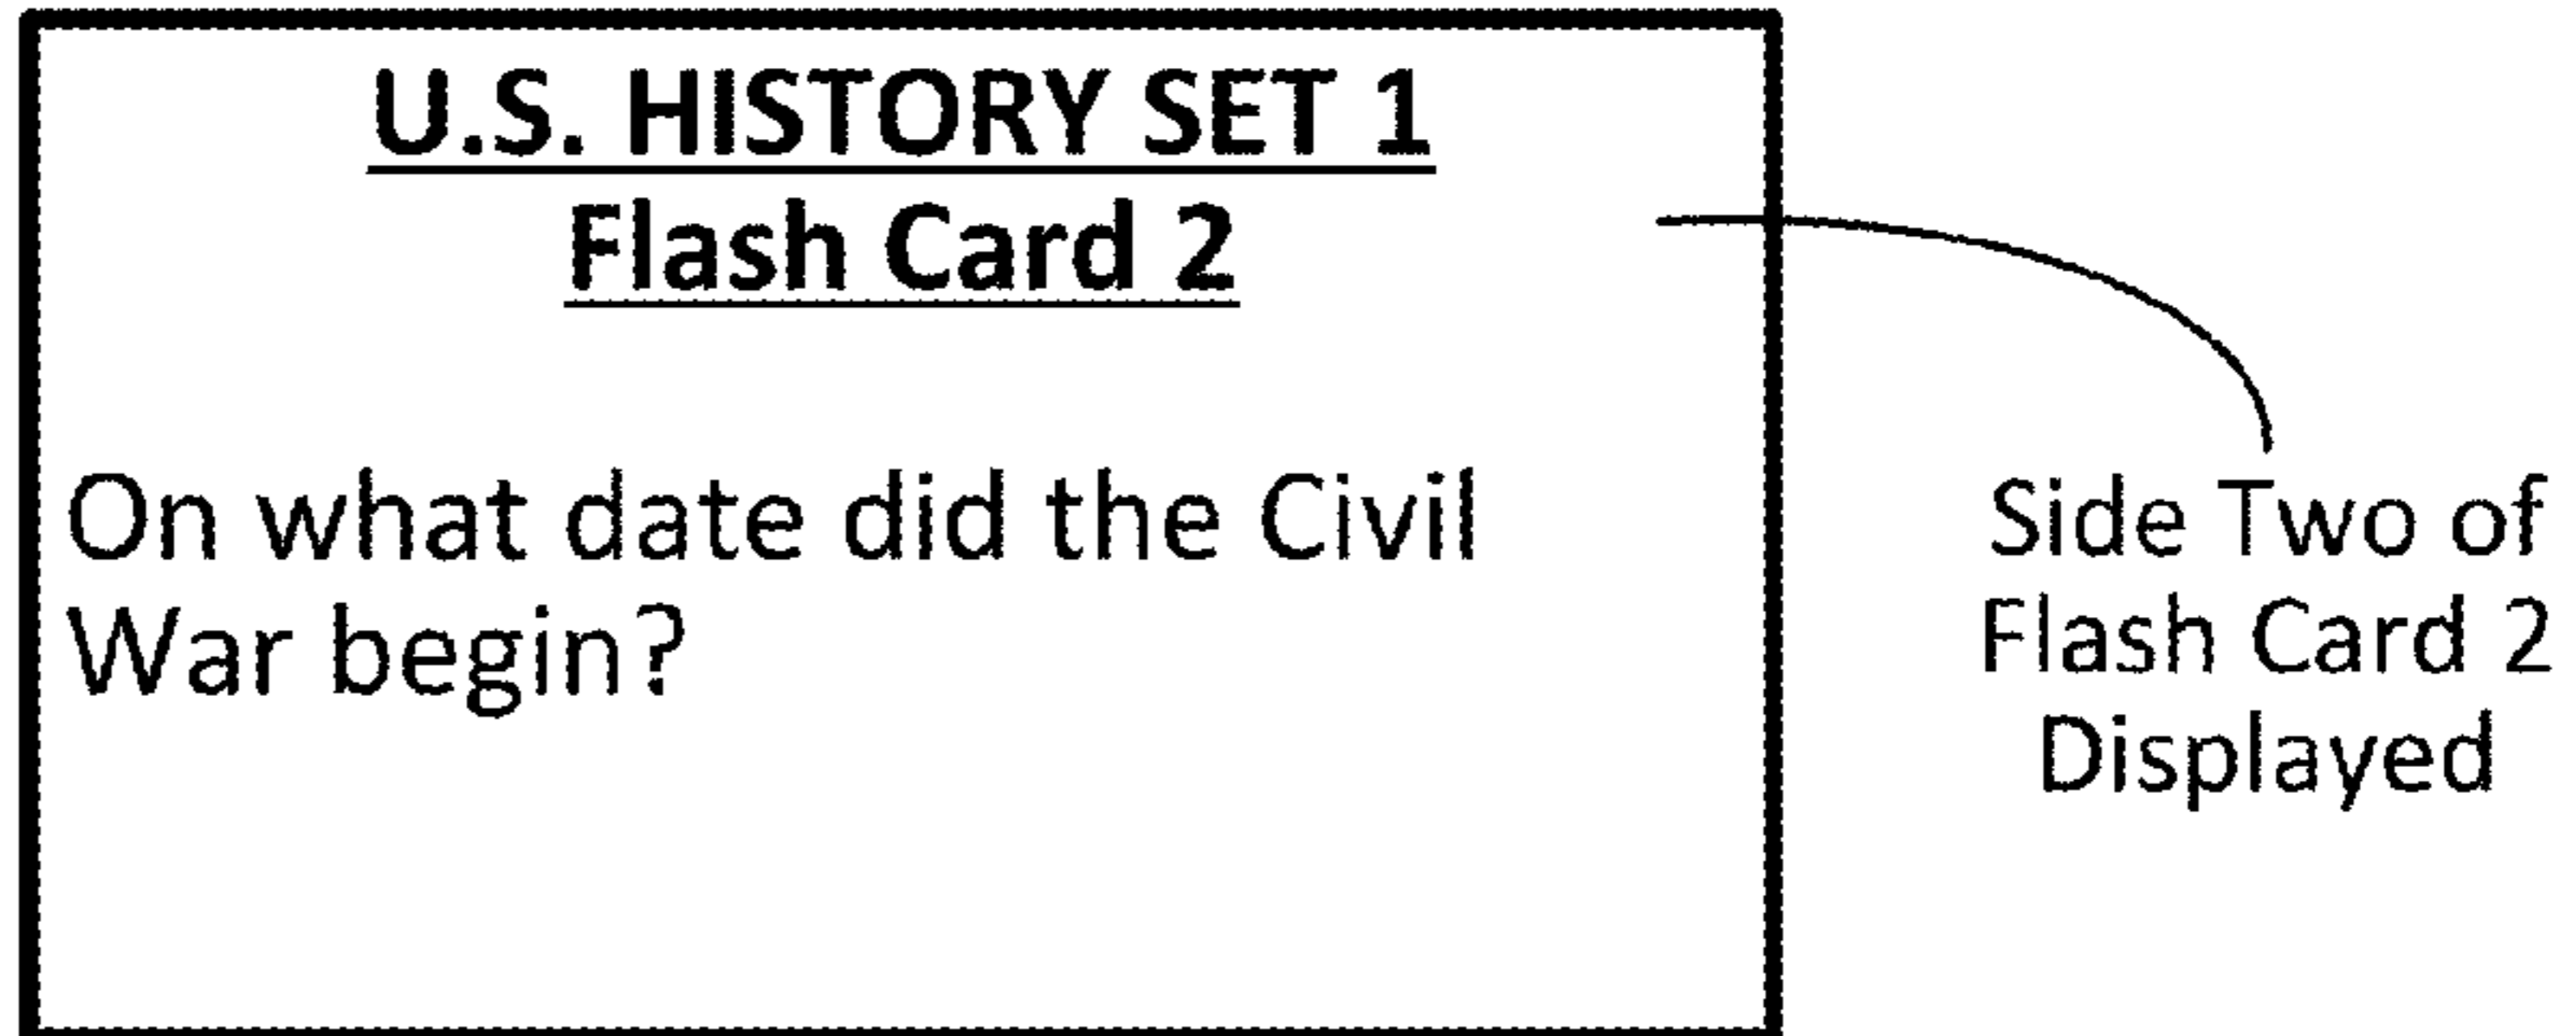 U.S. HISTORY SET 1
Flash Card 2
On what date did the Civil
War begin?
Side Two of
Flash Card 2
Displayed